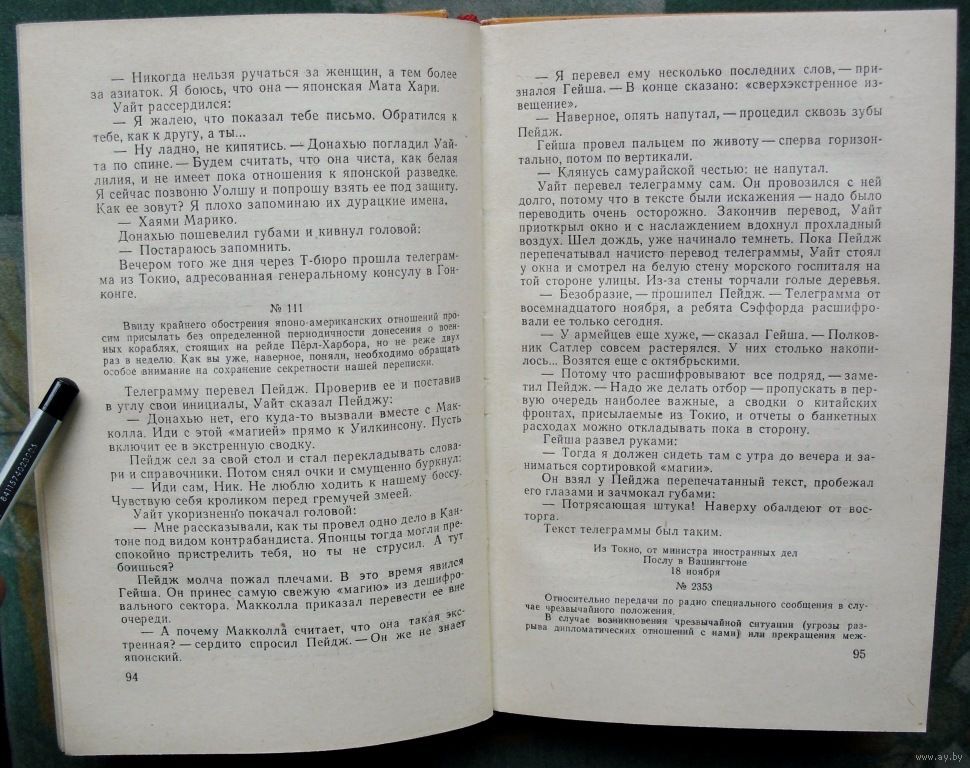 — Никогда нельзя ручаться за женщин, а тем более
за азиаток. Я боюсь, что она — японская Мата Хари.
Уайт рассердился:
— Я жалею, что показал тебе письмо. Обратился к
тебе, как к другу, а ты...
— Ну ладно, не кипятись. — Донахью погладил Уай-
та по спине. — Будем считать, что она чиста, как белая
лилия, и не имеет пока отношения к японской разведке.
Я сейчас позвоню Уолшу и попрошу взять ее под защиту.
Как ее зовут? Я плохо запоминаю их дурацкие имена.
— Хаями Марико.
Донахью пошевелил губами и кивнул головой:
— Постараюсь запомнить.
Вечером того же дня через Т-бюро прошла телеграм-
ма из Токио, адресованная генеральному консулу в Гон-
конге.
№ 111
Ввиду крайнего обострения японо-американских отношений про-
сим присылать без определенной периодичности донесения о воен-
ных кораблях, стоящих на рейде Пёрл-Харбора, но не реже двух
раз в неделю. Как вы уже, наверное, поняли, необходимо обращать
особое внимание на сохранение секретности нашей переписки.
Телеграмму перевел Пейдж. Проверив ее и поставив
в углу свои инициалы, Уайт сказал Пейджу:
— Донахью нет, его куда-то вызвали вместе с Мак-
колла. Иди с этой «магией» прямо к Уилкинсону. Пусть
включит ее в экстренную сводку.
Пейдж сел за свой стол и стал перекладывать слова-
ри и справочники. Потом снял очки и смущенно буркнул:
— Иди сам, Ник. Не люблю ходить к нашему боссу.
Чувствую себя кроликом перед гремучей змеей.
Уайт укоризненно покачал головой:
— Мне рассказывали, как ты провел одно дело в Кан-
тоне под видом контрабандиста. Японцы тогда могли пре-
спокойно пристрелить тебя, но ты не струсил. А тут
боишься?
Пейдж молча пожал плечами. В это время явился
Гейша. Он принес самую свежую «магию» из дешифро-
вального сектора. Макколла приказал перевести ее вне
очереди.
— А почему Макколла считает, что она такая экс-
тренная? — сердито спросил Пейдж. — Он же не знает
японский.
94
— Я перевел ему несколько последних слов, — при-
знался Гейша. — В конце сказано: «сверхэкстренное из-
вещение».
— Наверное, опять напутал, — процедил сквозь зубы
Пейдж.
Гейша провел пальцем по животу — сперва горизон-
тально, потом по вертикали.
— Клянусь самурайской честью: не напутал.
Уайт перевел телеграмму сам. Он провозился с ней
долго, потому что в тексте были искажения — надо было
переводить очень осторожно. Закончив перевод, Уайт
приоткрыл окно и с наслаждением вдохнул прохладный
воздух. Шел дождь, уже начинало темнеть. Пока Пейдж
перепечатывал начисто перевод телеграммы, Уайт стоял
у окна и смотрел на белую стену морского госпиталя на
той стороне улицы. Из-за стены торчали голые деревья.
— Безобразие, — прошипел Пейдж. — Телеграмма от
восемнадцатого ноября, а ребята Сэффорда расшифро-
вали ее только сегодня.
— У армейцев еще хуже, — сказал Гейша. — Полков-
ник Сатлер совсем растерялся. У них столько накопи-
лось... Возятся еще с октябрьскими.
— Потому что расшифровывают все подряд, — заме-
тил Пейдж. — Надо же делать отбор — пропускать в пер-
вую очередь наиболее важные, а сводки о китайских
фронтах, присылаемые из Токио, и отчеты о банкетных
расходах можно откладывать пока в сторону.
Гейша развел руками:
— Тогда я должен сидеть там с утра до вечера и за-
ниматься сортировкой «магии».
Он взял у Пейджа перепечатанный текст, пробежал
его глазами и зачмокал губами:
— Потрясающая штука! Наверху обалдеют от вос-
торга.
Текст телеграммы был таким.
Из Токио, от министра иностранных дел
Послу в Вашингтоне
18 ноября
№ 2353
Относительно передачи по радио специального сообщения в слу-
чае чрезвычайного положения.
В случае возникновения чрезвычайной ситуации (угрозы раз-
рыва дипломатических отношений с нами) или прекращения меж-
95
www.ay.by